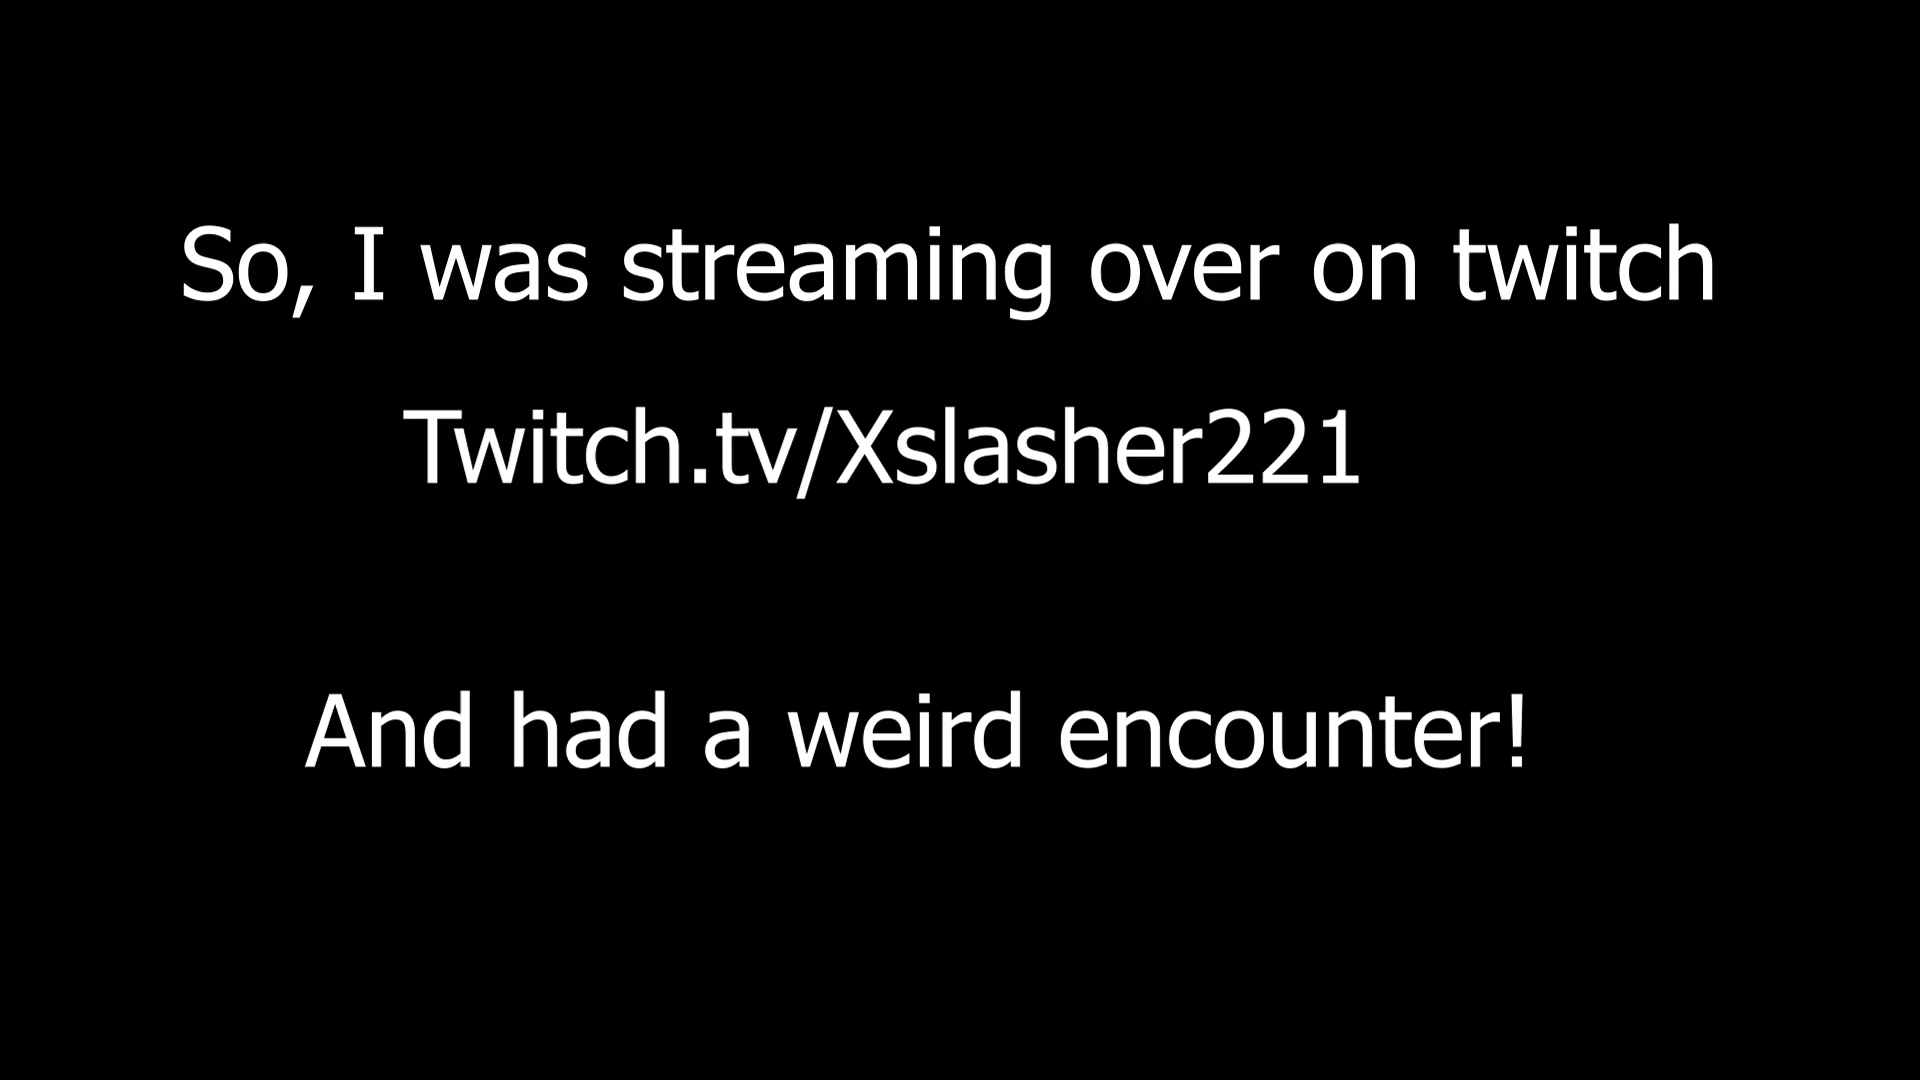 So, I was streaming over on twitch
Twitch.tv/Xslasher221
And had a weird encounter!